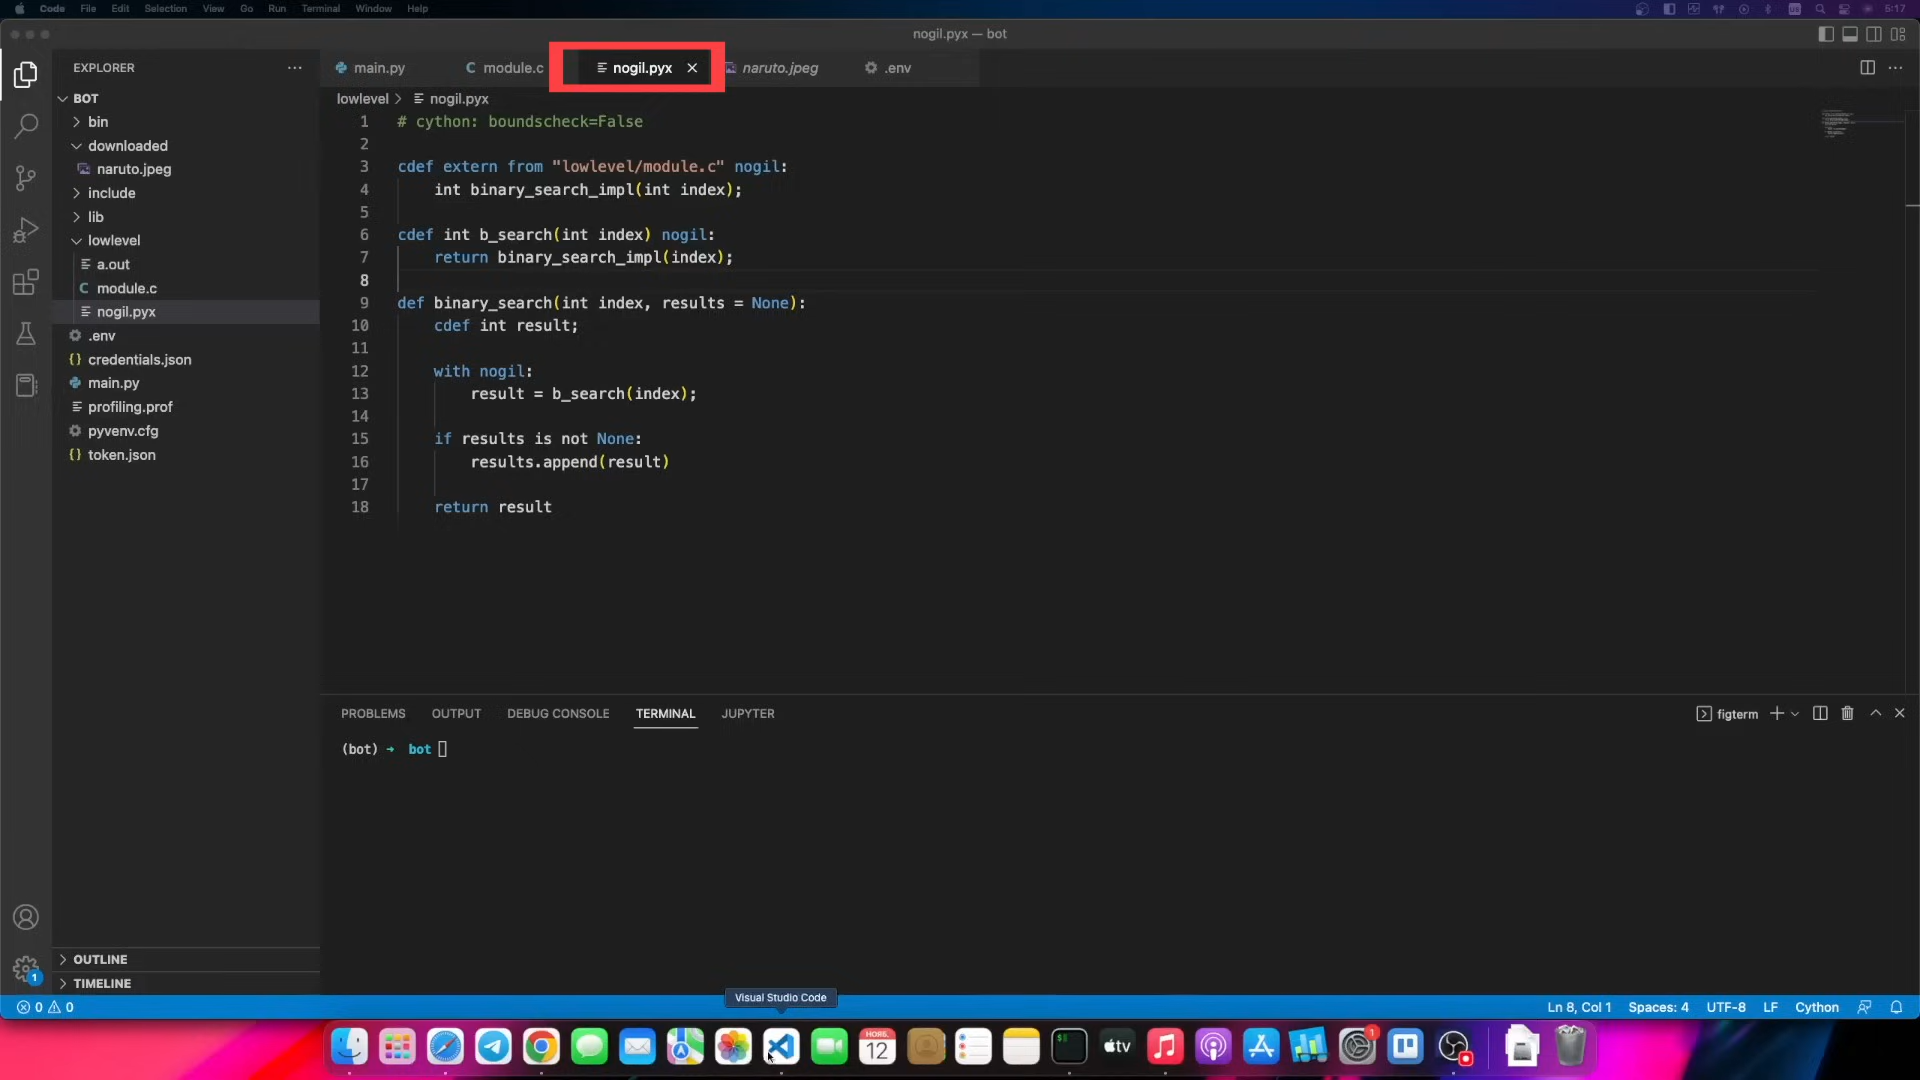 Code File Edit Selection View Go Run Terminal Window Help 5:17
nogil.pyx — bot
EXPLORER
main.py module.c nogil.pyx naruto.jpeg .env
lowlevel nogil.pyx
BOT
bin
downloaded
naruto.jpeg
include
lib
lowlevel
a.out
module.c
nogil.pyx
.env
credentials.json
main.py
profiling.prof
pyvenv.cfg
token.json
OUTLINE
TIMELINE
1 # cython: boundscheck=False
2
3 cdef extern from "lowlevel/module.c" nogil:
4 int binary_search_impl(int index);
5
6 cdef int b_search(int index) nogil:
7 return binary_search_impl(index);
8
9 def binary_search(int index, results = None):
10 cdef int result;
11
12 with nogil:
13 result = b_search(index);
14
15 if results is not None:
16 results.append(result)
17
18 return result
PROBLEMS OUTPUT DEBUG CONSOLE TERMINAL JUPYTER figterm
(bot) → bot
Visual Studio Code
0 0 Ln 8, Col 1 Spaces: 4 UTF-8 LF Cython
1
НОЯБ.
12
$
tv
1